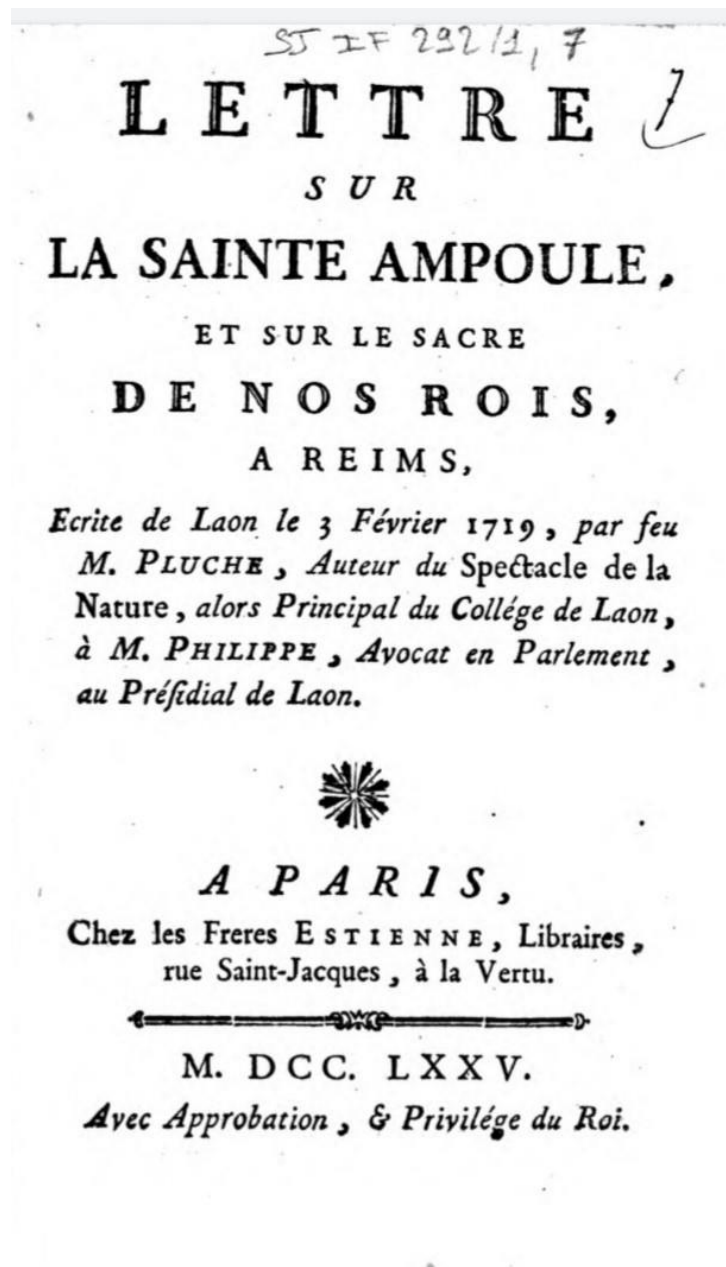 SJ IF 292/1, 7
7
LETTRE
SUR
LA SAINTE AMPOULE,
ET SUR LE SACRE
DE NOS ROIS,
A REIMS,
Ecrite de Laon le 3 Février 1719, par feu
M. PLUCHE, Auteur du Spectacle de la
Nature, alors Principal du Collége de Laon,
à M. PHILIPPE, Avocat en Parlement,
au Préſidial de Laon.
A PARIS,
Chez les Freres ESTIENNE, Libraires,
rue Saint-Jacques, à la Vertu.
M. DCC. LXXV.
Avec Approbation, & Privilége du Roi.